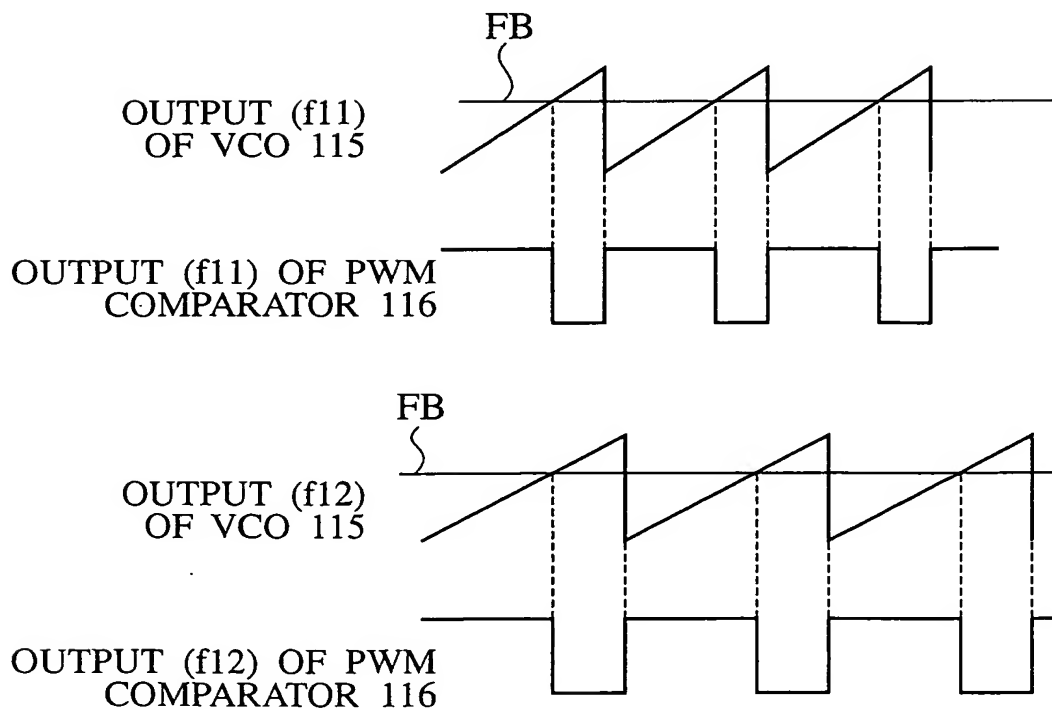 FB
OUTPUT (f11)
OF VCO 115
OUTPUT (f11) OF PWM
COMPARATOR 116
FB
OUTPUT (f12)
OF VCO 115
OUTPUT (f12) OF PWM
COMPARATOR 116